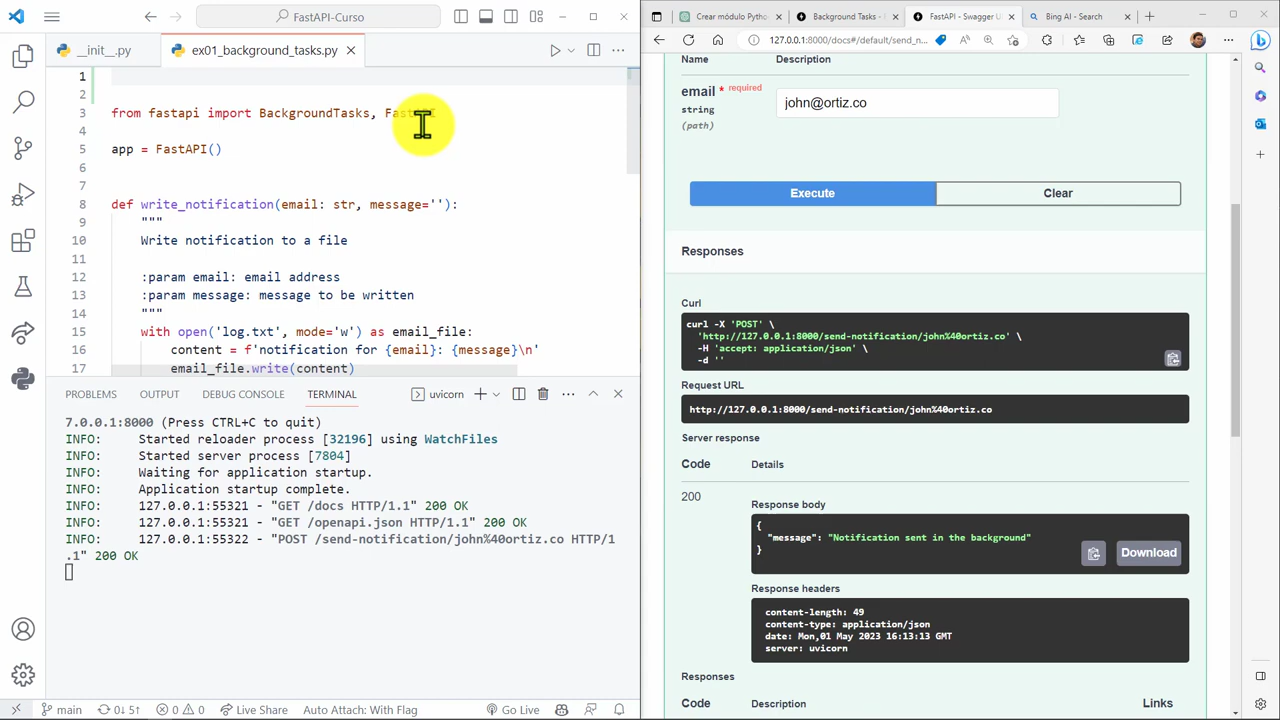 FastAPI-Curso
__init__.py
ex01_background_tasks.py
1
2
3 from fastapi import BackgroundTasks, FastAPI
4
5 app = FastAPI()
6
7
8 def write_notification(email: str, message=''):
9 """
10 Write notification to a file
11
12 :param email: email address
13 :param message: message to be written
14 """
15 with open('log.txt', mode='w') as email_file:
16 content = f'notification for {email}: {message}\n'
17 email_file.write(content)
PROBLEMS OUTPUT DEBUG CONSOLE TERMINAL uvicorn
7.0.0.1:8000 (Press CTRL+C to quit)
INFO: Started reloader process [32196] using WatchFiles
INFO: Started server process [7804]
INFO: Waiting for application startup.
INFO: Application startup complete.
INFO: 127.0.0.1:55321 - "GET /docs HTTP/1.1" 200 OK
INFO: 127.0.0.1:55321 - "GET /openapi.json HTTP/1.1" 200 OK
INFO: 127.0.0.1:55322 - "POST /send-notification/john%40ortiz.co HTTP/1
.1" 200 OK
main 0↓ 5↑ 0 0 Live Share Auto Attach: With Flag Go Live
Crear módulo Python
Background Tasks -
FastAPI - Swagger U
Bing AI - Search
127.0.0.1:8000/docs#/default/send_n...
Name Description
email * required
string
(path)
john@ortiz.co
Execute Clear
Responses
Curl
curl -X 'POST' \
'http://127.0.0.1:8000/send-notification/john%40ortiz.co' \
-H 'accept: application/json' \
-d ''
Request URL
http://127.0.0.1:8000/send-notification/john%40ortiz.co
Server response
Code Details
200
Response body
{
"message": "Notification sent in the background"
}
Download
Response headers
content-length: 49
content-type: application/json
date: Mon,01 May 2023 16:13:13 GMT
server: uvicorn
Responses
Code Description Links